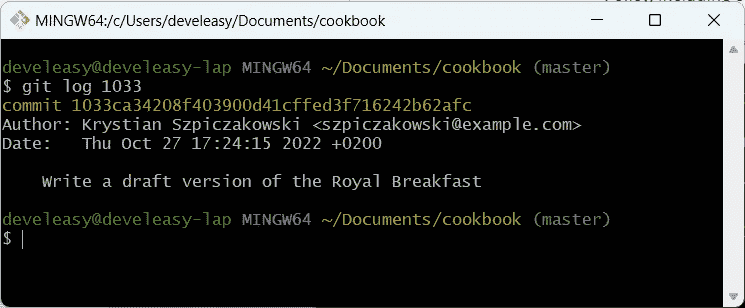 MINGW64:/c/Users/develeasy/Documents/cookbook
develeasy@develeasy-lap MINGW64 ~/Documents/cookbook (master)
$ git log 1033
commit 1033ca34208f403900d41cffed3f716242b62afc
Author: Krystian Szpiczakowski <szpiczakowski@example.com>
Date:   Thu Oct 27 17:24:15 2022 +0200
Write a draft version of the Royal Breakfast
develeasy@develeasy-lap MINGW64 ~/Documents/cookbook (master)
$